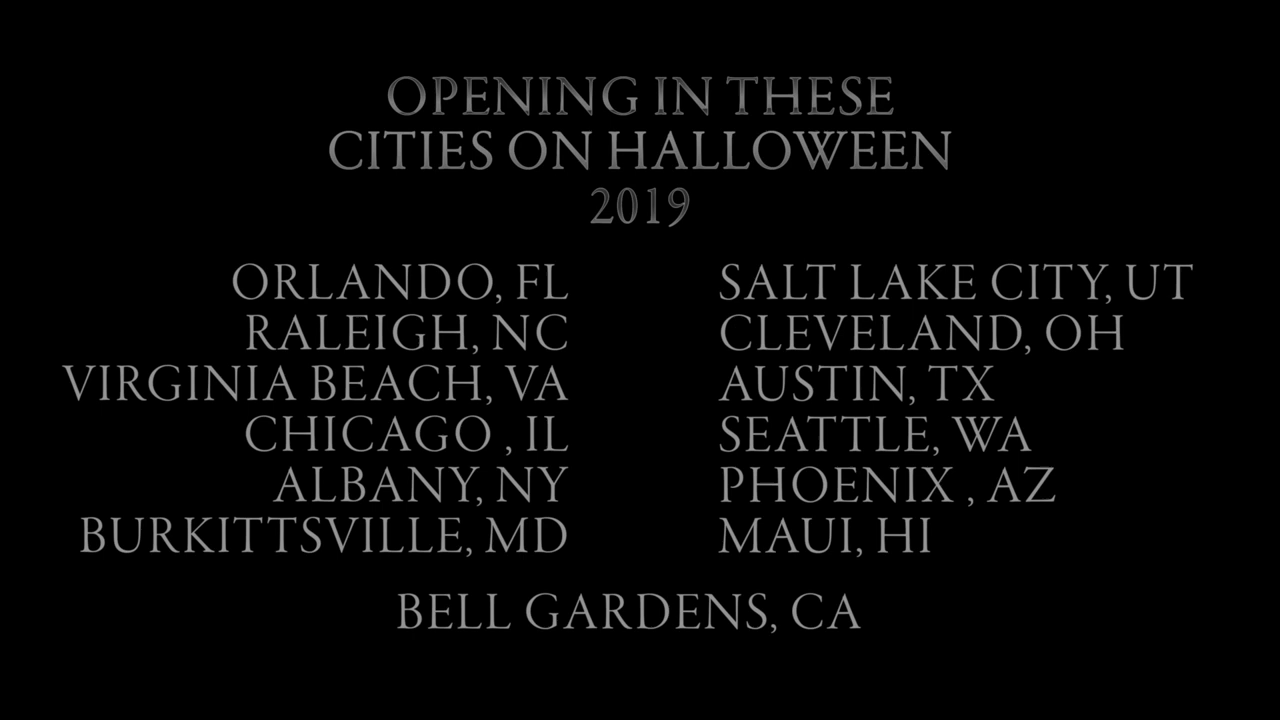 OPENING IN THESE
CITIES ON HALLOWEEN
2019
ORLANDO, FL
RALEIGH, NC
VIRGINIA BEACH, VA
CHICAGO , IL
ALBANY, NY
BURKITTSVILLE, MD
SALT LAKE CITY, UT
CLEVELAND, OH
AUSTIN, TX
SEATTLE, WA
PHOENIX , AZ
MAUI, HI
BELL GARDENS, CA